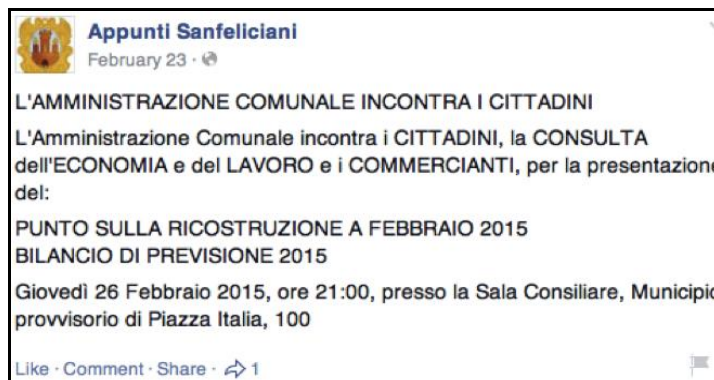 Appunti Sanfeliciani
February 23
L'AMMINISTRAZIONE COMUNALE INCONTRA I CITTADINI
L'Amministrazione Comunale incontra i CITTADINI, la CONSULTA
dell'ECONOMIA e del LAVORO e i COMMERCIANTI, per la presentazione
del:
PUNTO SULLA RICOSTRUZIONE A FEBBRAIO 2015
BILANCIO DI PREVISIONE 2015
Giovedì 26 Febbraio 2015, ore 21:00, presso la Sala Consiliare, Municipio
provvisorio di Piazza Italia, 100
Like · Comment · Share · 1